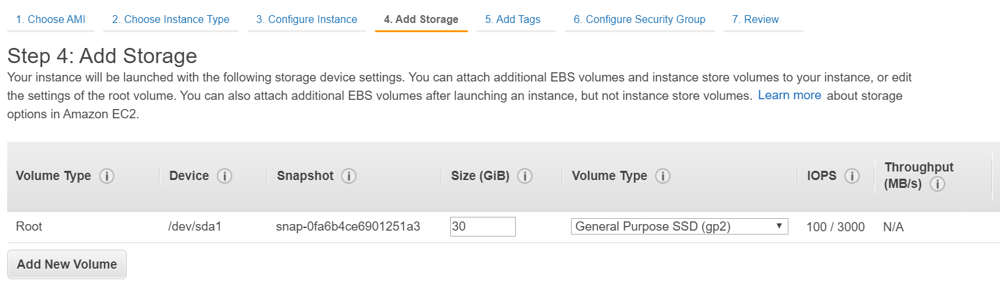 1. Choose AMI 2. Choose Instance Type 3. Configure Instance 4. Add Storage 5. Add Tags 6. Configure Security Group 7. Review
Step 4: Add Storage
Your instance will be launched with the following storage device settings. You can attach additional EBS volumes and instance store volumes to your instance, or edit
the settings of the root volume. You can also attach additional EBS volumes after launching an instance, but not instance store volumes. Learn more about storage
options in Amazon EC2.
Volume Type i Device i Snapshot i Size (GiB) i Volume Type i IOPS i Throughput
(MB/s) i
Root /dev/sda1 snap-0fa6b4ce6901251a3 30 General Purpose SSD (gp2) 100 / 3000 N/A
Add New Volume